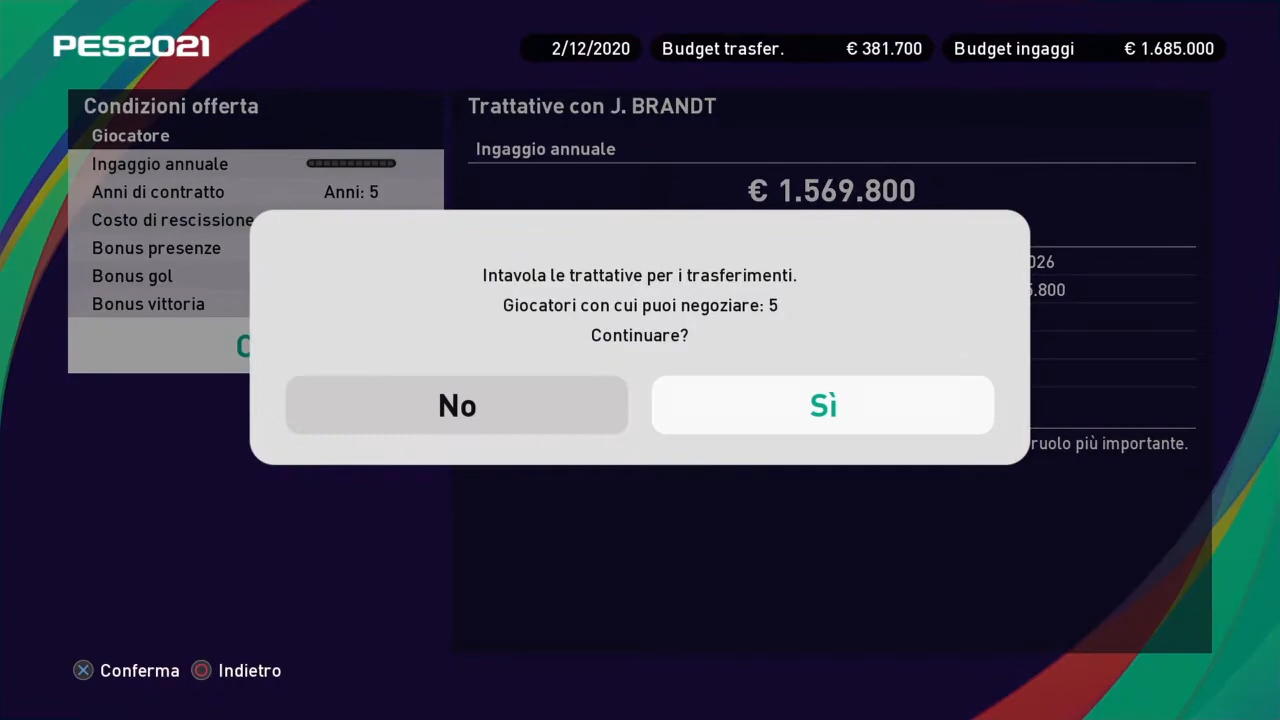 PES2021
2/12/2020
Budget trasfer. € 381.700
Budget ingaggi € 1.685.000
Condizioni offerta
Giocatore
Ingaggio annuale
Anni di contratto Anni: 5
Costo di rescissione
Bonus presenze
Bonus gol
Bonus vittoria
Trattative con J. BRANDT
Ingaggio annuale
€ 1.569.800
026
.800
ruolo più importante.
Intavola le trattative per i trasferimenti.
Giocatori con cui puoi negoziare: 5
Continuare?
No
Sì
Conferma
Indietro